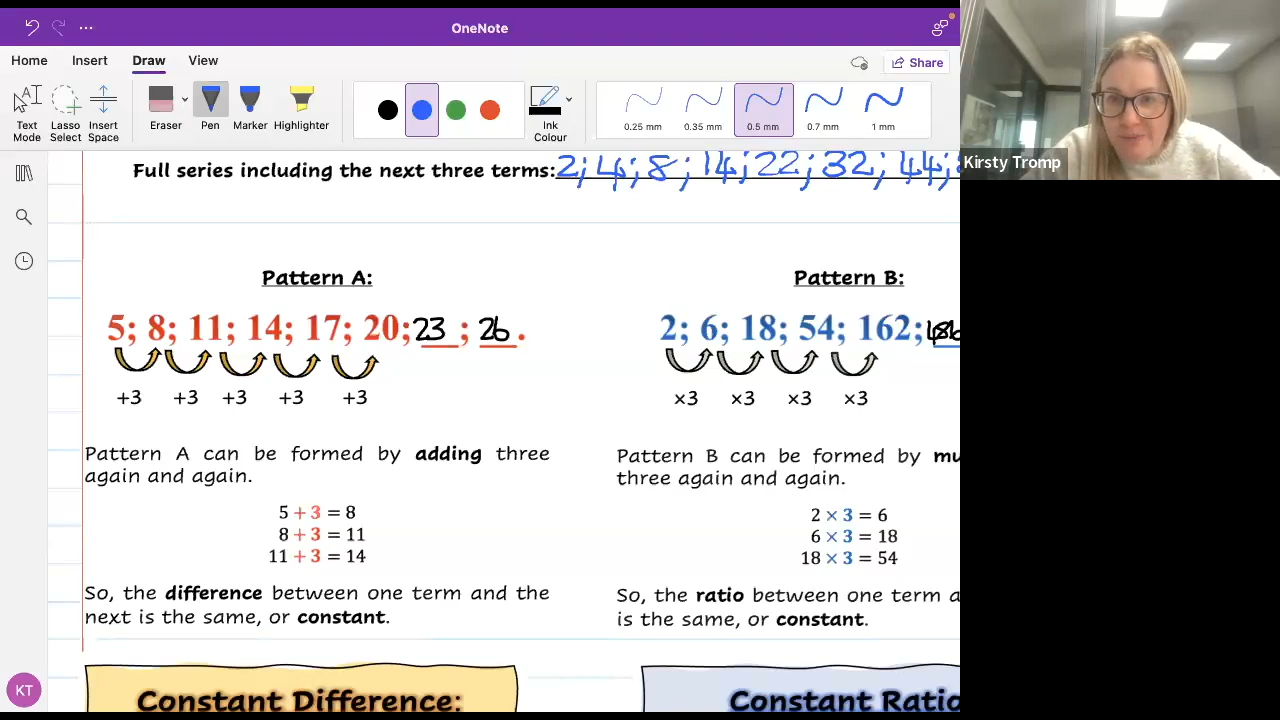 OneNote
Home Insert Draw View
Share
Text Mode
Lasso Select
Insert Space
Eraser
Pen
Marker
Highlighter
Ink Colour
0.25 mm
0.35 mm
0.5 mm
0.7 mm
1 mm
Kirsty Tromp
Full series including the next three terms: 2; 4; 8; 14; 22; 32; 44;
Pattern A:
5; 8; 11; 14; 17; 20; 23; 26.
+3 +3 +3 +3 +3
Pattern A can be formed by adding three
again and again.
5 + 3 = 8
8 + 3 = 11
11 + 3 = 14
So, the difference between one term and the
next is the same, or constant.
Constant Difference:
Pattern B:
2; 6; 18; 54; 162;
×3 ×3 ×3 ×3
Pattern B can be formed by mu
three again and again.
2 × 3 = 6
6 × 3 = 18
18 × 3 = 54
So, the ratio between one term a
is the same, or constant.
Constant Ratio
KT